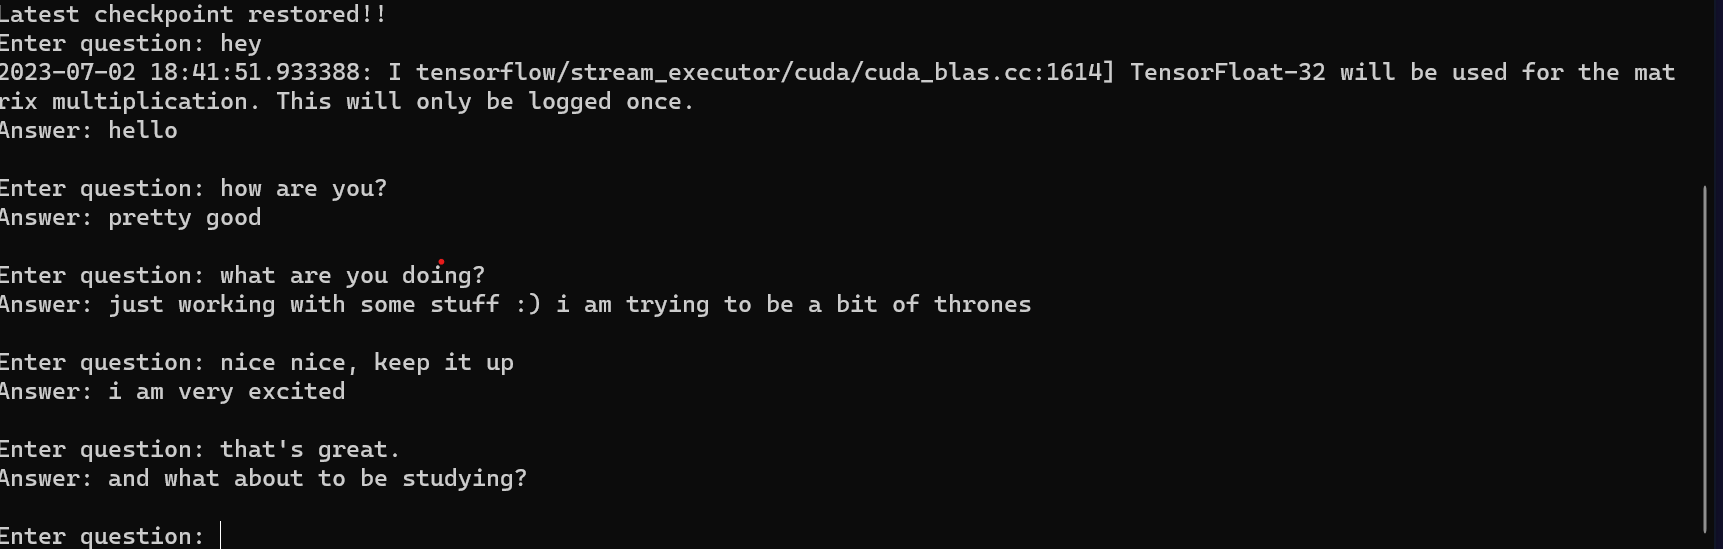 Latest checkpoint restored!!
Enter question: hey
2023-07-02 18:41:51.933388: I tensorflow/stream_executor/cuda/cuda_blas.cc:1614] TensorFloat-32 will be used for the mat
rix multiplication. This will only be logged once.
Answer: hello
Enter question: how are you?
Answer: pretty good
Enter question: what are you doing?
Answer: just working with some stuff :) i am trying to be a bit of thrones
Enter question: nice nice, keep it up
Answer: i am very excited
Enter question: that's great.
Answer: and what about to be studying?
Enter question: